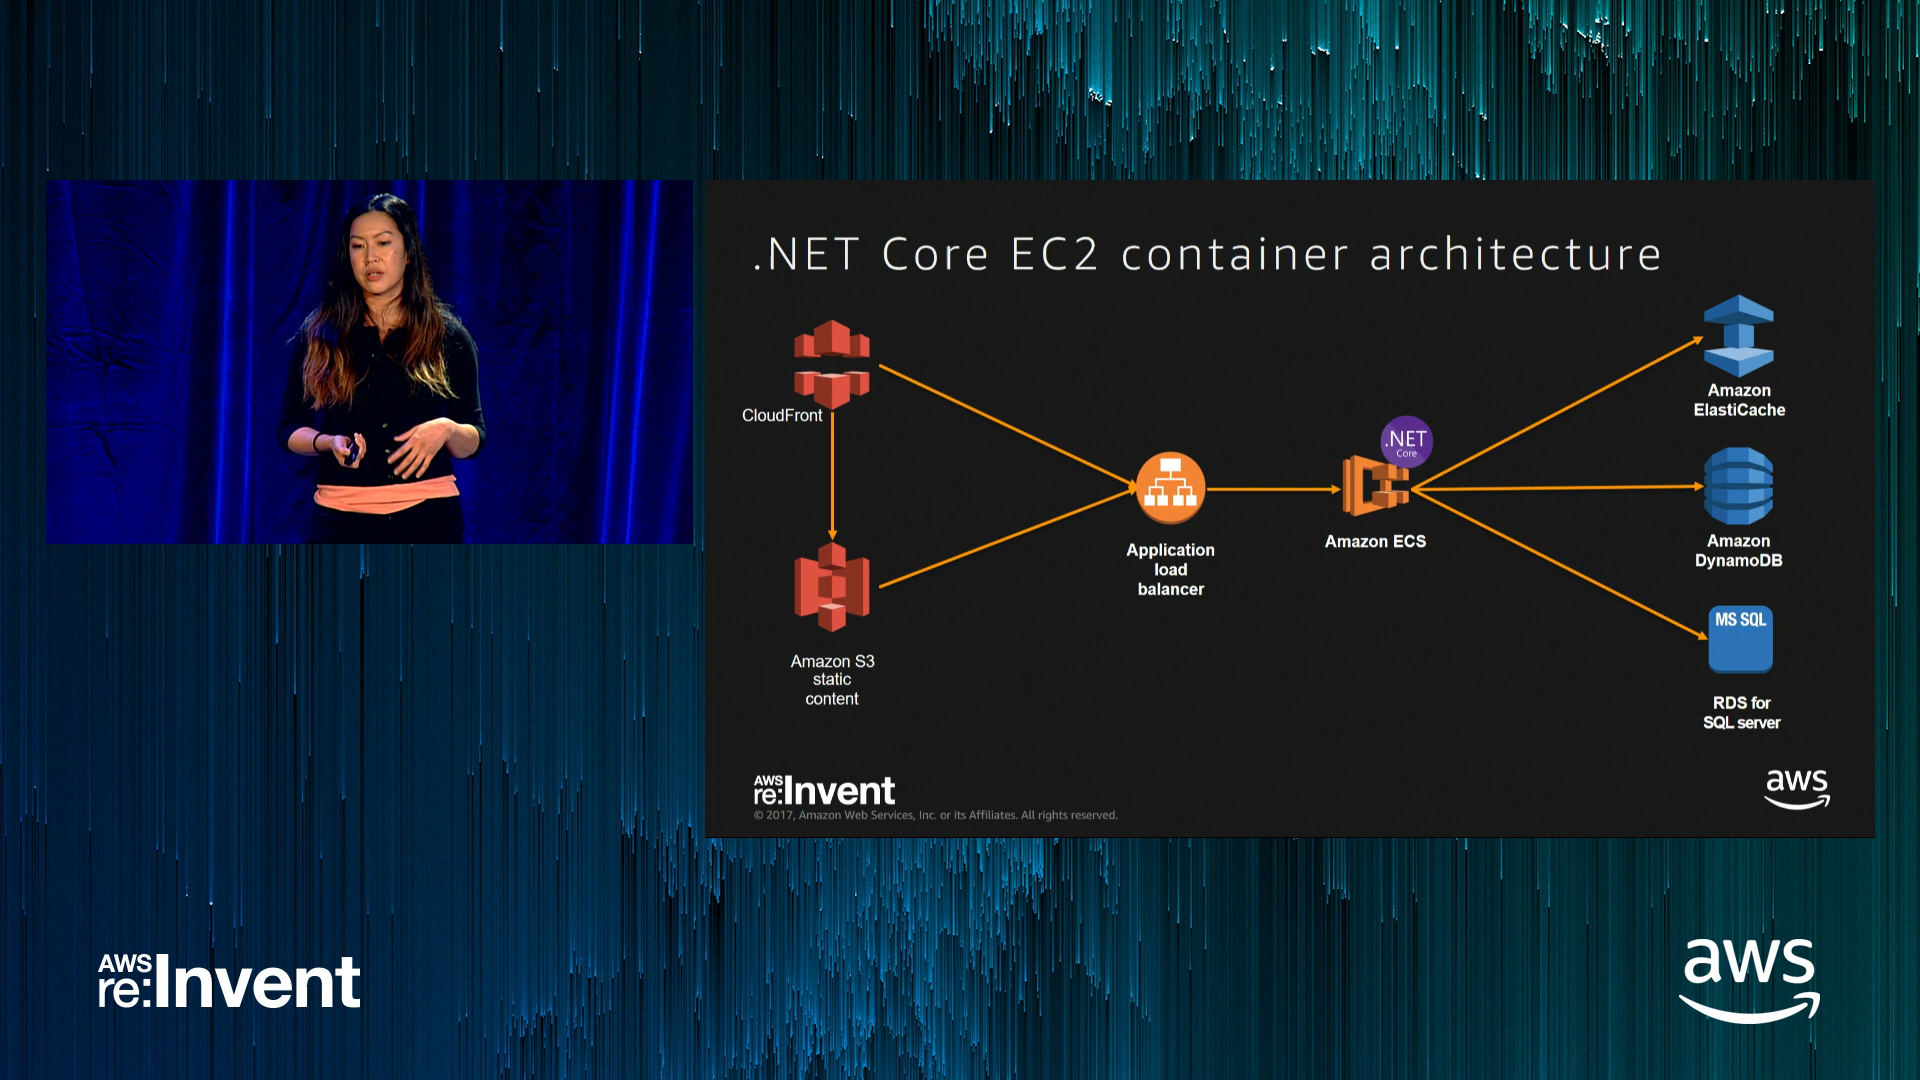 .NET Core EC2 container architecture
CloudFront
Amazon S3
static
content
Application
load
balancer
.NET
Core
Amazon ECS
Amazon
ElastiCache
Amazon
DynamoDB
MS SQL
RDS for
SQL server
AWS
re:Invent
© 2017, Amazon Web Services, Inc. or its Affiliates. All rights reserved.
aws
AWS
re:Invent
aws